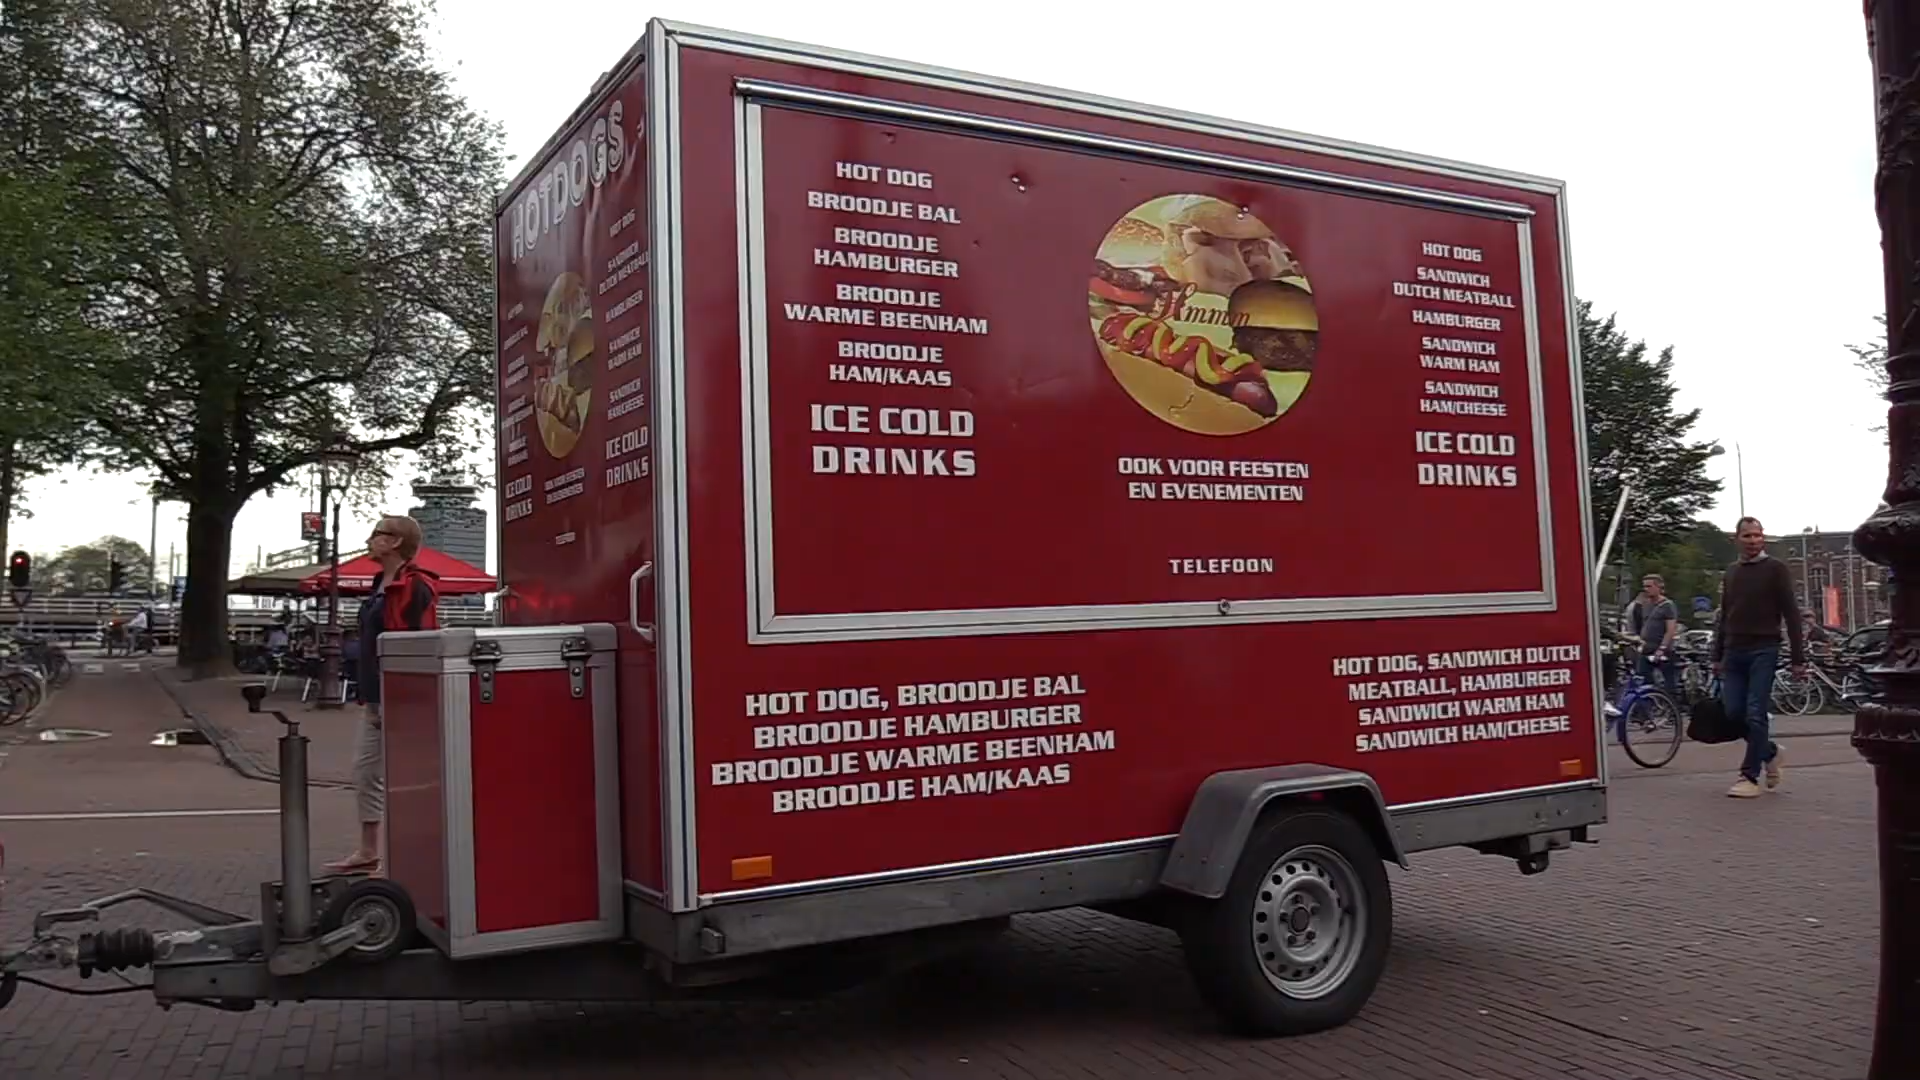 HOTDOGS
HOT DOG
SANDWICH
DUTCH MEATBALL
HAMBURGER
SANDWICH
WARM HAM
SANDWICH
HAM/CHEESE
ICE COLD
DRINKS
ICE COLD
DRINKS
OOK VOOR FEESTEN
EN EVENEMENTEN
TELEFOON
HOT DOG
BROODJE BAL
BROODJE
HAMBURGER
BROODJE
WARME BEENHAM
BROODJE
HAM/KAAS
ICE COLD
DRINKS
mmm
OOK VOOR FEESTEN
EN EVENEMENTEN
TELEFOON
HOT DOG
SANDWICH
DUTCH MEATBALL
HAMBURGER
SANDWICH
WARM HAM
SANDWICH
HAM/CHEESE
ICE COLD
DRINKS
HOT DOG, BROODJE BAL
BROODJE HAMBURGER
BROODJE WARME BEENHAM
BROODJE HAM/KAAS
HOT DOG, SANDWICH DUTCH
MEATBALL, HAMBURGER
SANDWICH WARM HAM
SANDWICH HAM/CHEESE